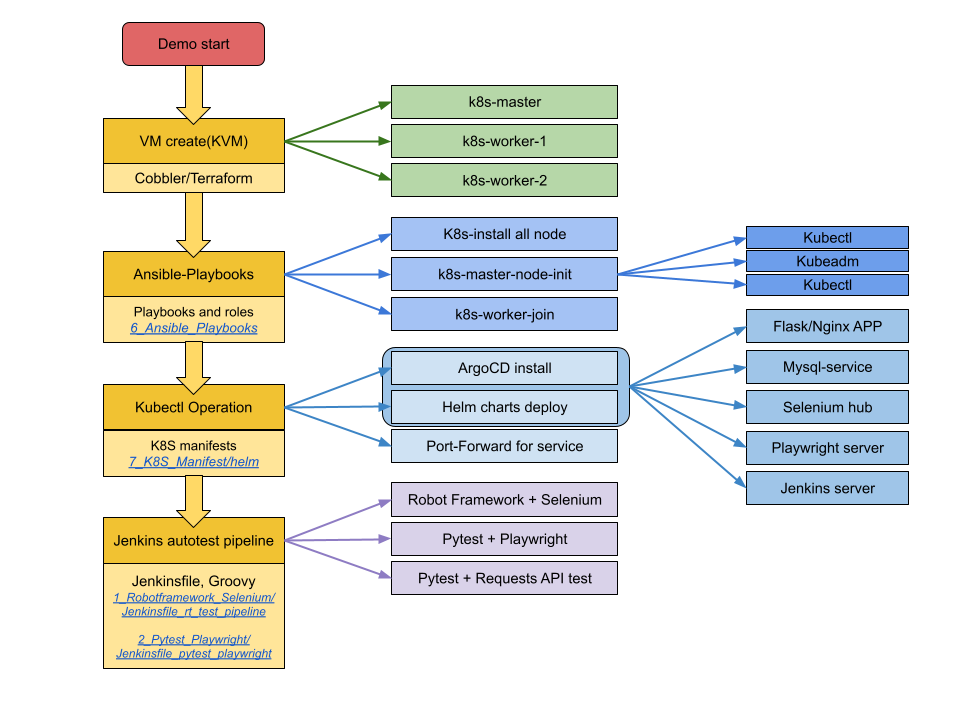 Demo start
VM create(KVM)
Cobbler/Terraform
k8s-master
k8s-worker-1
k8s-worker-2
Ansible-Playbooks
Playbooks and roles
6_Ansible_Playbooks
K8s-install all node
k8s-master-node-init
k8s-worker-join
Kubectl
Kubeadm
Kubectl
Kubectl Operation
K8S manifests
7_K8S_Manifest/helm
ArgoCD install
Helm charts deploy
Port-Forward for service
Flask/Nginx APP
Mysql-service
Selenium hub
Playwright server
Jenkins server
Jenkins autotest pipeline
Jenkinsfile, Groovy
1_Robotframework_Selenium/
Jenkinsfile_rt_test_pipeline
2_Pytest_Playwright/
Jenkinsfile_pytest_playwright
Robot Framework + Selenium
Pytest + Playwright
Pytest + Requests API test